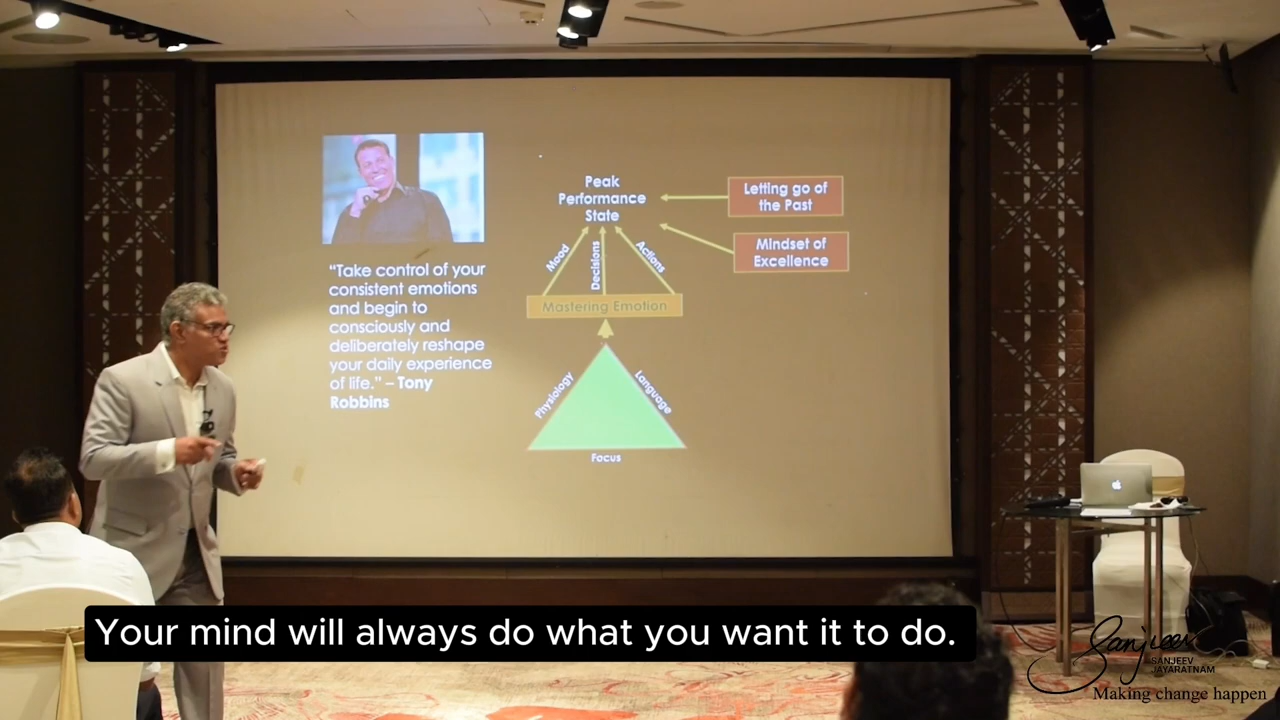 "Take control of your
consistent emotions
and begin to
consciously and
deliberately reshape
your daily experience
of life." – Tony
Robbins
Peak
Performance
State
Letting go of
the Past
Mindset of
Excellence
Mood
Decisions
Actions
Mastering Emotion
Physiology
Language
Focus
Your mind will always do what you want it to do.
Sanjeev
SANJEEV
JAYARATNAM
Making change happen